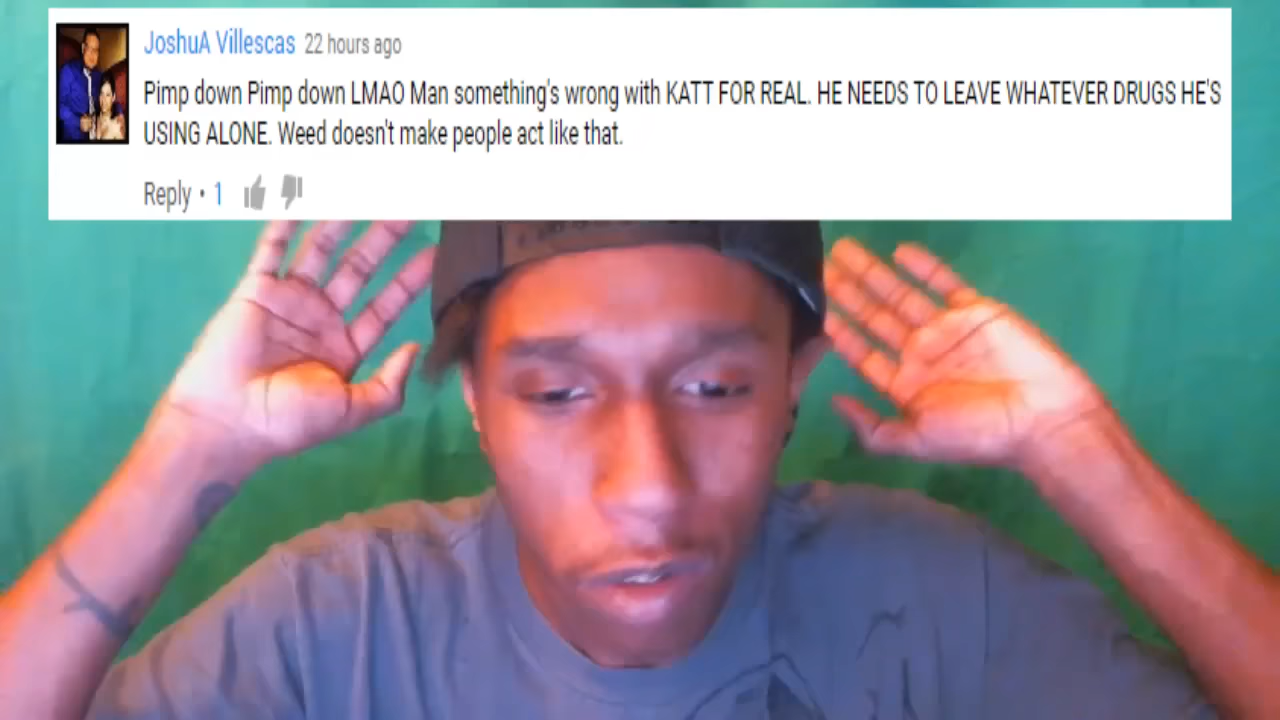 JoshuA Villescas 22 hours ago
Pimp down Pimp down LMAO Man something's wrong with KATT FOR REAL. HE NEEDS TO LEAVE WHATEVER DRUGS HE'S
USING ALONE. Weed doesn't make people act like that.
Reply • 1